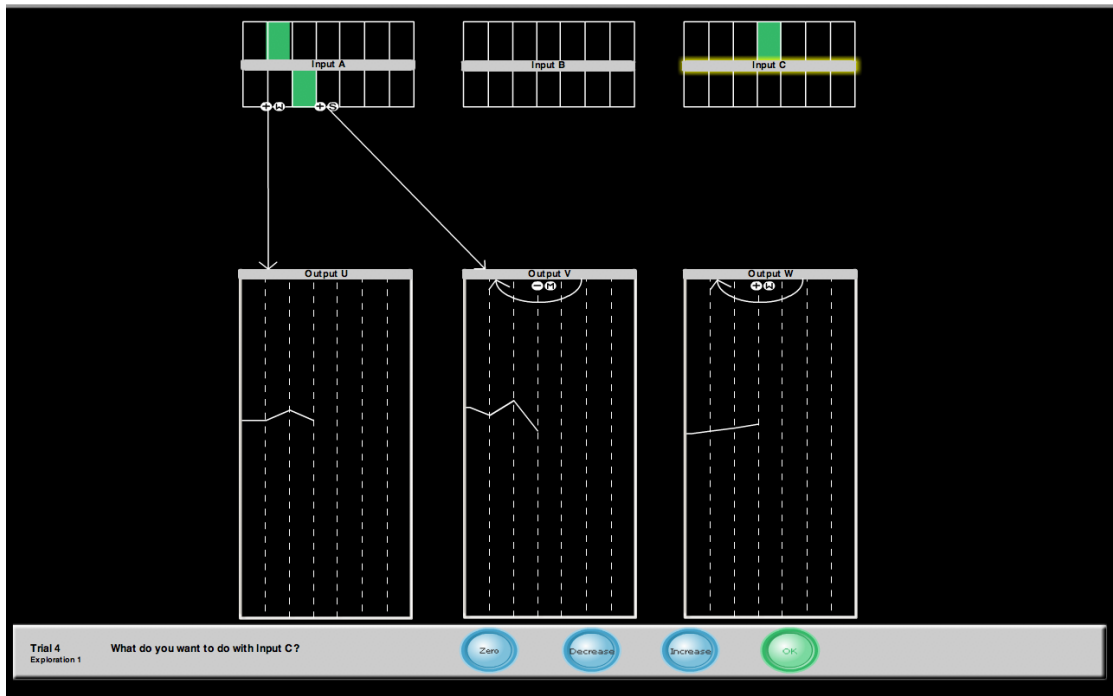 Input A
Input B
Input C
+ W
+ S
Output U
Output V
Output W
− M
+ W
Trial 4
Exploration 1
What do you want to do with Input C?
Zero
Decrease
Increase
OK